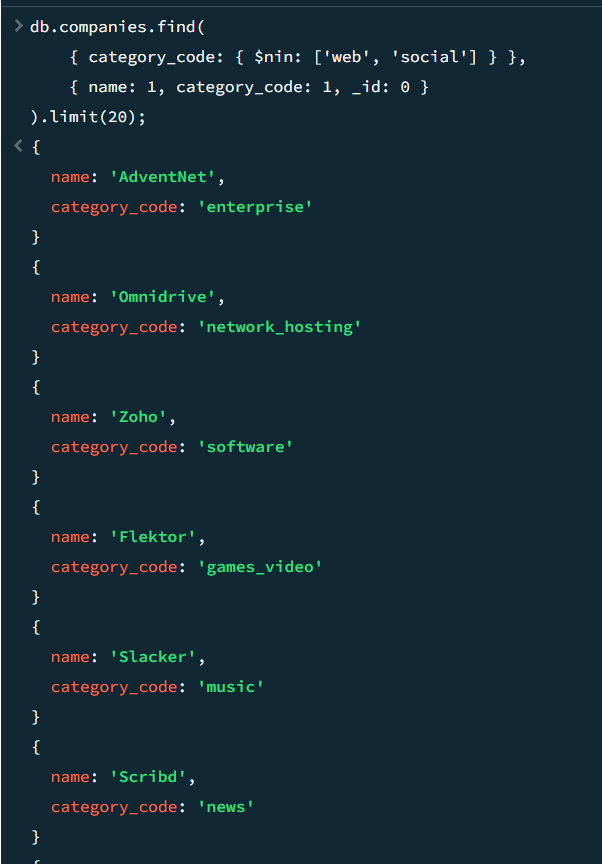 > db.companies.find(
{ category_code: { $nin: ['web', 'social'] } },
{ name: 1, category_code: 1, _id: 0 }
).limit(20);
< {
name: 'AdventNet',
category_code: 'enterprise'
}
{
name: 'Omnidrive',
category_code: 'network_hosting'
}
{
name: 'Zoho',
category_code: 'software'
}
{
name: 'Flektor',
category_code: 'games_video'
}
{
name: 'Slacker',
category_code: 'music'
}
{
name: 'Scribd',
category_code: 'news'
}